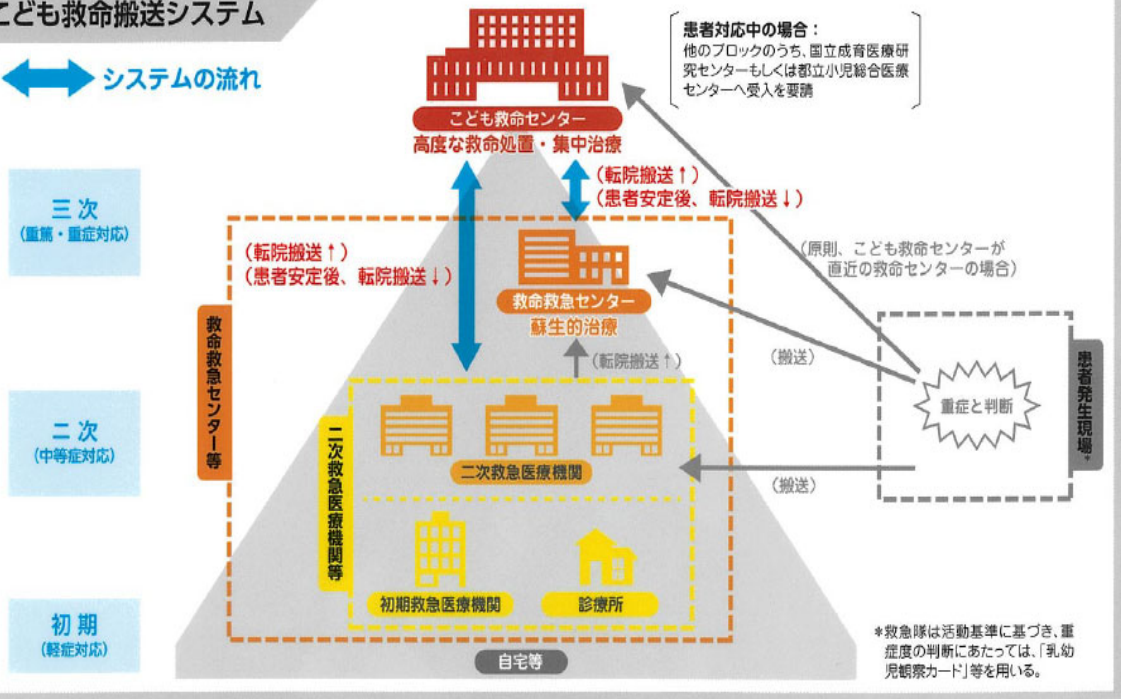 こども救命搬送システム
システムの流れ
患者対応中の場合：
他のブロックのうち、国立成育医療研
究センターもしくは都立小児総合医療
センターへ受入を要請
こども救命センター
高度な救命処置・集中治療
（転院搬送↑）
（患者安定後、転院搬送↓）
三次
（重篤・重症対応）
（転院搬送↑）
（患者安定後、転院搬送↓）
（原則、こども救命センターが
直近の救命センターの場合）
救命救急センター
蘇生的治療
救命救急センター等
（転院搬送↑）
（搬送）
重症と判断
患者発生現場*
二次
（中等症対応）
二次救急医療機関等
二次救急医療機関
（搬送）
初期救急医療機関
診療所
初期
（軽症対応）
自宅等
*救急隊は活動基準に基づき、重
症度の判断にあたっては、「乳幼
児観察カード」等を用いる。